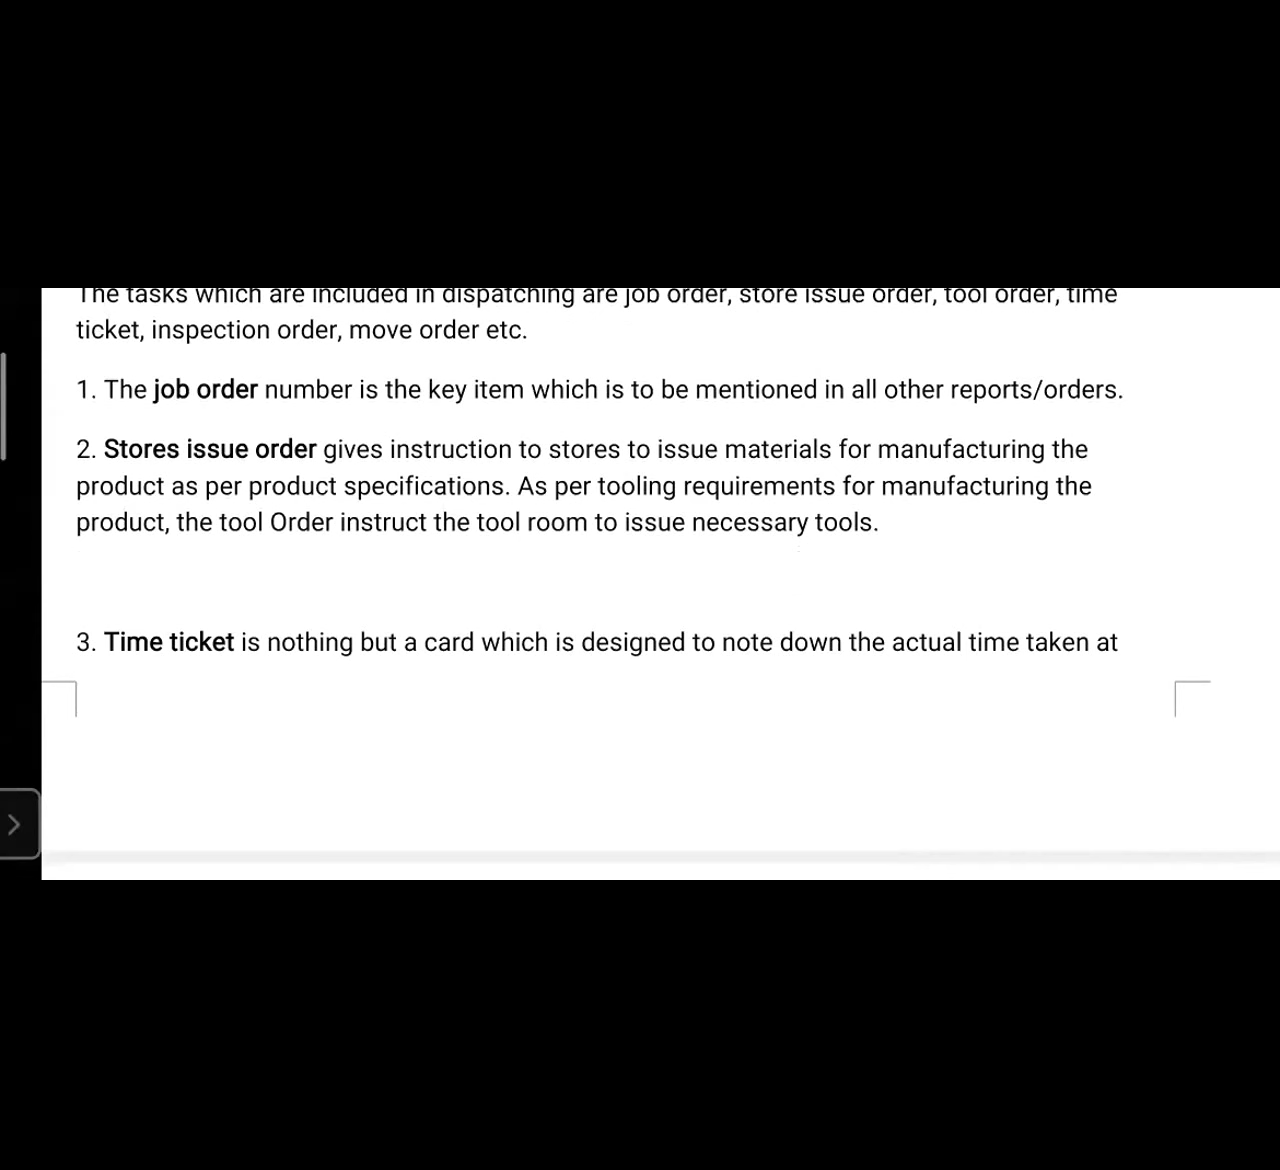 The tasks which are included in dispatching are job order, store issue order, tool order, time
ticket, inspection order, move order etc.
1. The job order number is the key item which is to be mentioned in all other reports/orders.
2. Stores issue order gives instruction to stores to issue materials for manufacturing the
product as per product specifications. As per tooling requirements for manufacturing the
product, the tool Order instruct the tool room to issue necessary tools.
3. Time ticket is nothing but a card which is designed to note down the actual time taken at